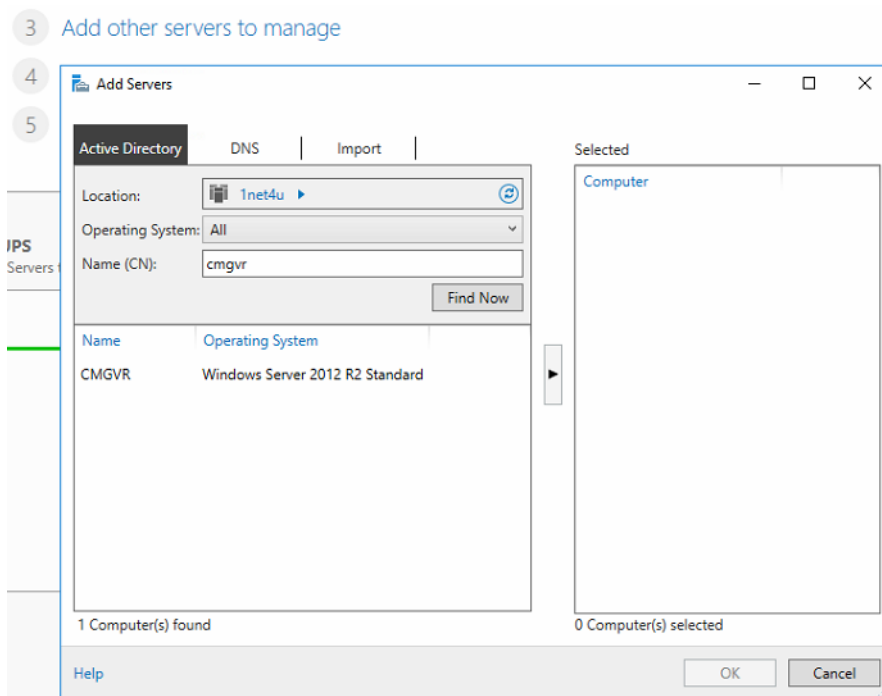 3 Add other servers to manage
4
5
Add Servers
Active Directory DNS Import
Selected
Location: 1net4u
Computer
Operating System: All
Name (CN): cmgvr
Find Now
Name Operating System
CMGVR Windows Server 2012 R2 Standard
UPS
Servers
1 Computer(s) found
0 Computer(s) selected
Help
OK Cancel